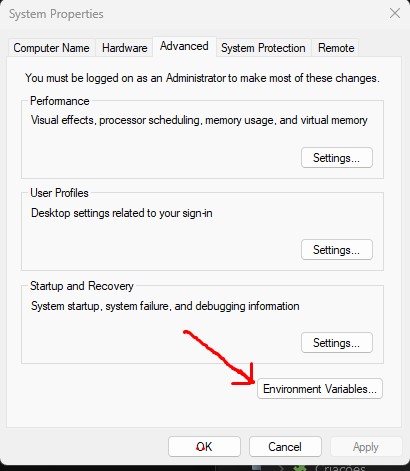 System Properties
Computer Name
Hardware
Advanced
System Protection
Remote
You must be logged on as an Administrator to make most of these changes.
Performance
Visual effects, processor scheduling, memory usage, and virtual memory
Settings...
User Profiles
Desktop settings related to your sign-in
Settings...
Startup and Recovery
System startup, system failure, and debugging information
Settings...
Environment Variables...
OK
Cancel
Apply
Criações